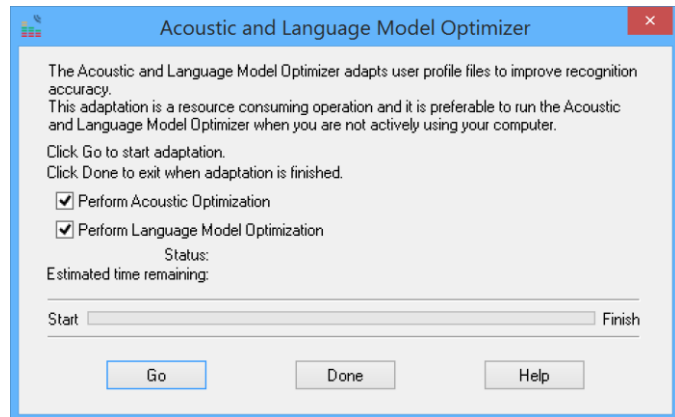 Acoustic and Language Model Optimizer
The Acoustic and Language Model Optimizer adapts user profile files to improve recognition
accuracy.
This adaptation is a resource consuming operation and it is preferable to run the Acoustic
and Language Model Optimizer when you are not actively using your computer.
Click Go to start adaptation.
Click Done to exit when adaptation is finished.
Perform Acoustic Optimization
Perform Language Model Optimization
Status:
Estimated time remaining:
Start Finish
Go Done Help